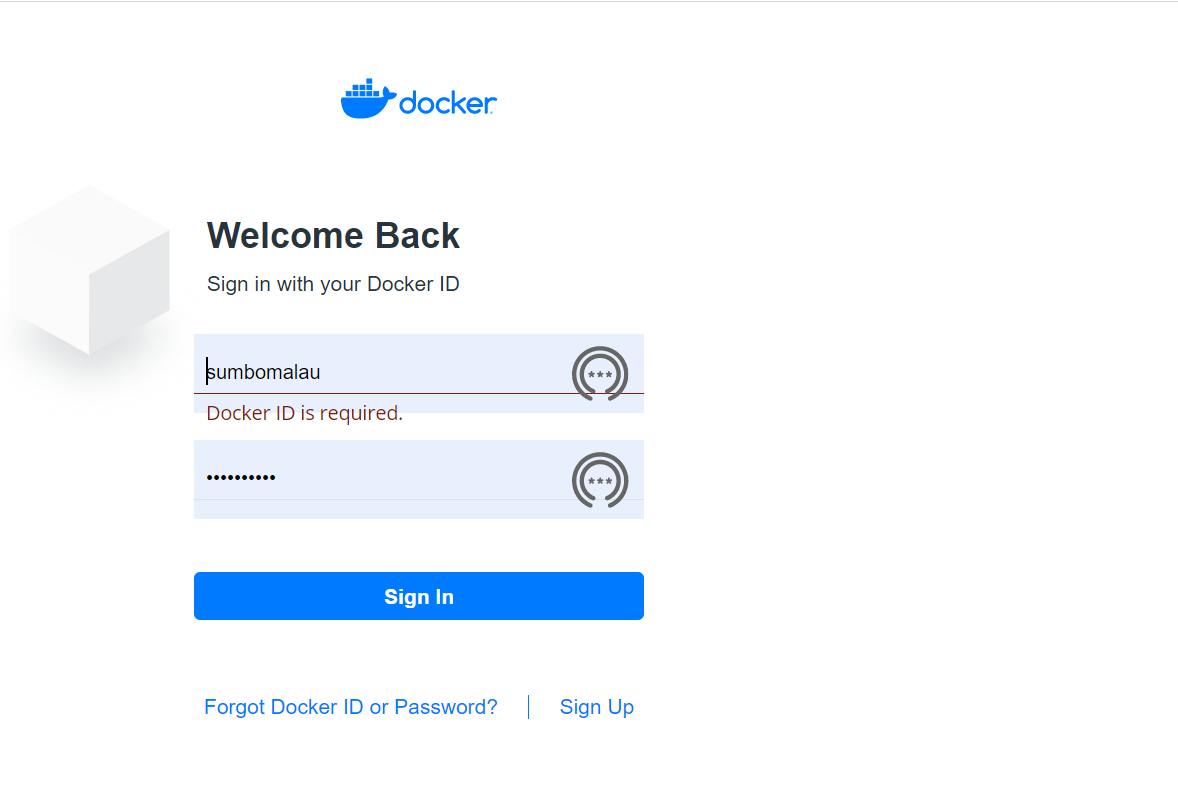 docker
Welcome Back
Sign in with your Docker ID
sumbomalau
Docker ID is required.
••••••••••
Sign In
Forgot Docker ID or Password? | Sign Up